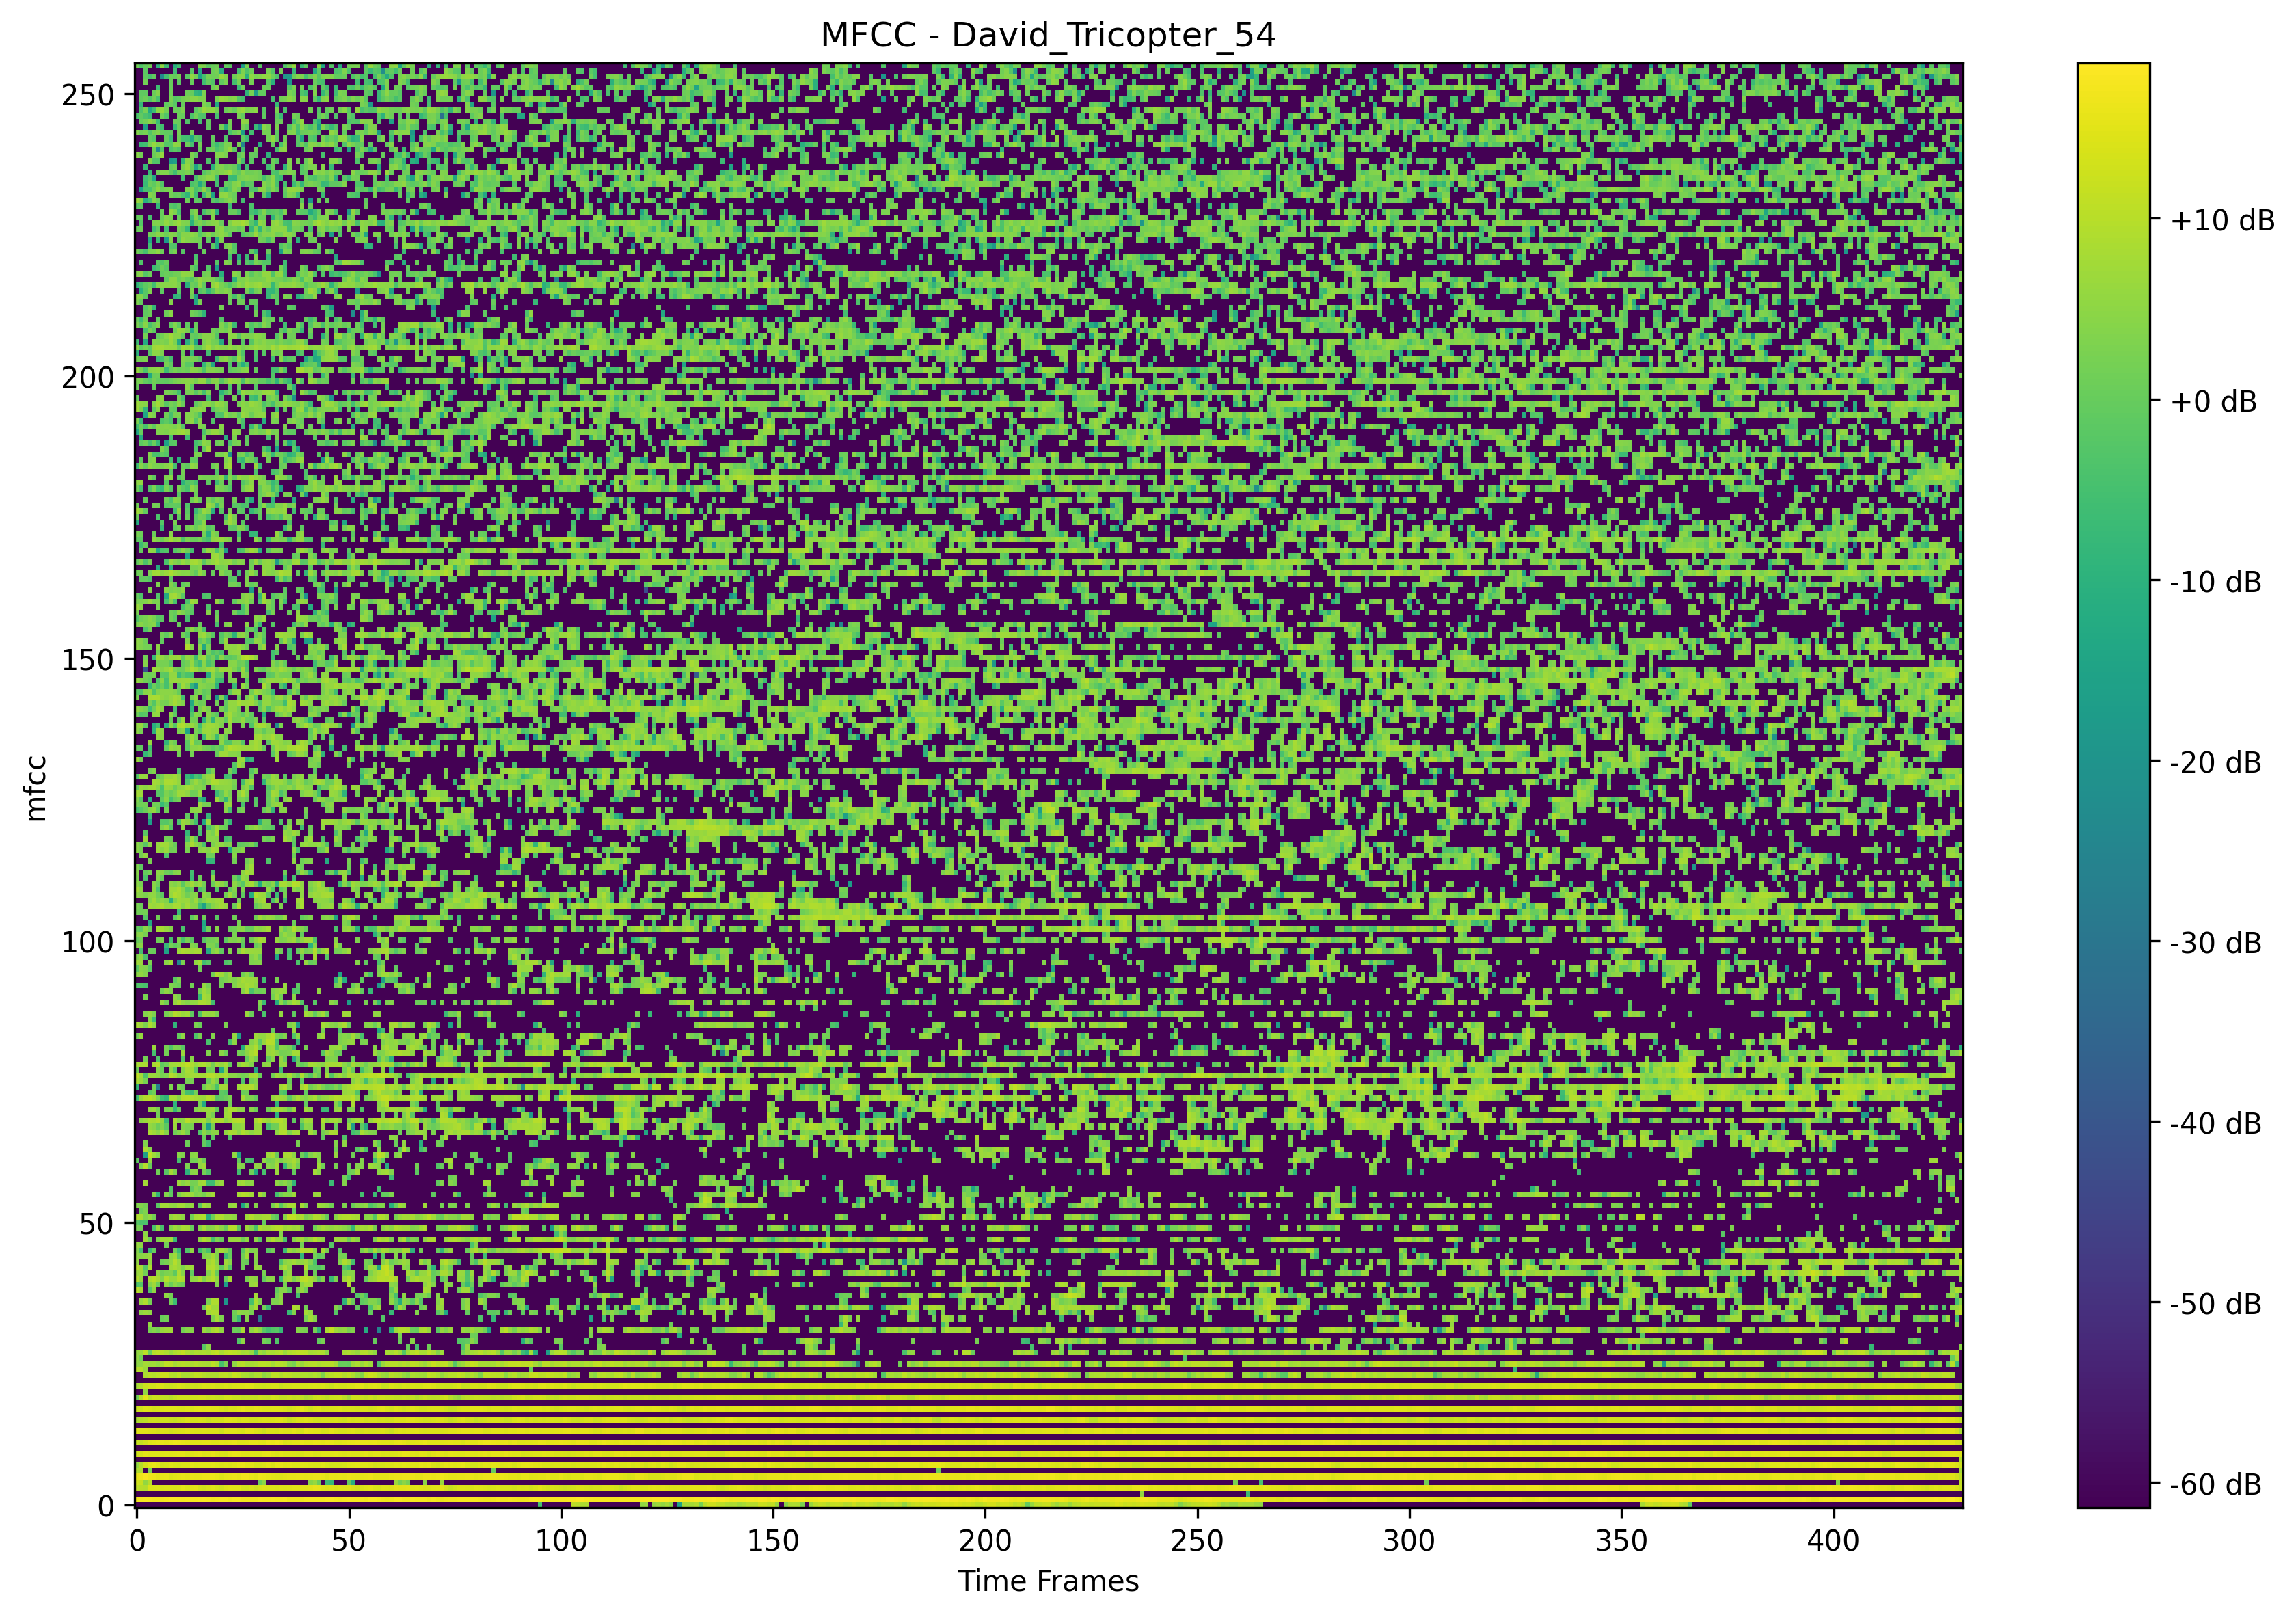 MFCC - David_Tricopter_54
mfcc
250
200
150
100
50
0
0 50 100 150 200 250 300 350 400
Time Frames
+10 dB
+0 dB
-10 dB
-20 dB
-30 dB
-40 dB
-50 dB
-60 dB